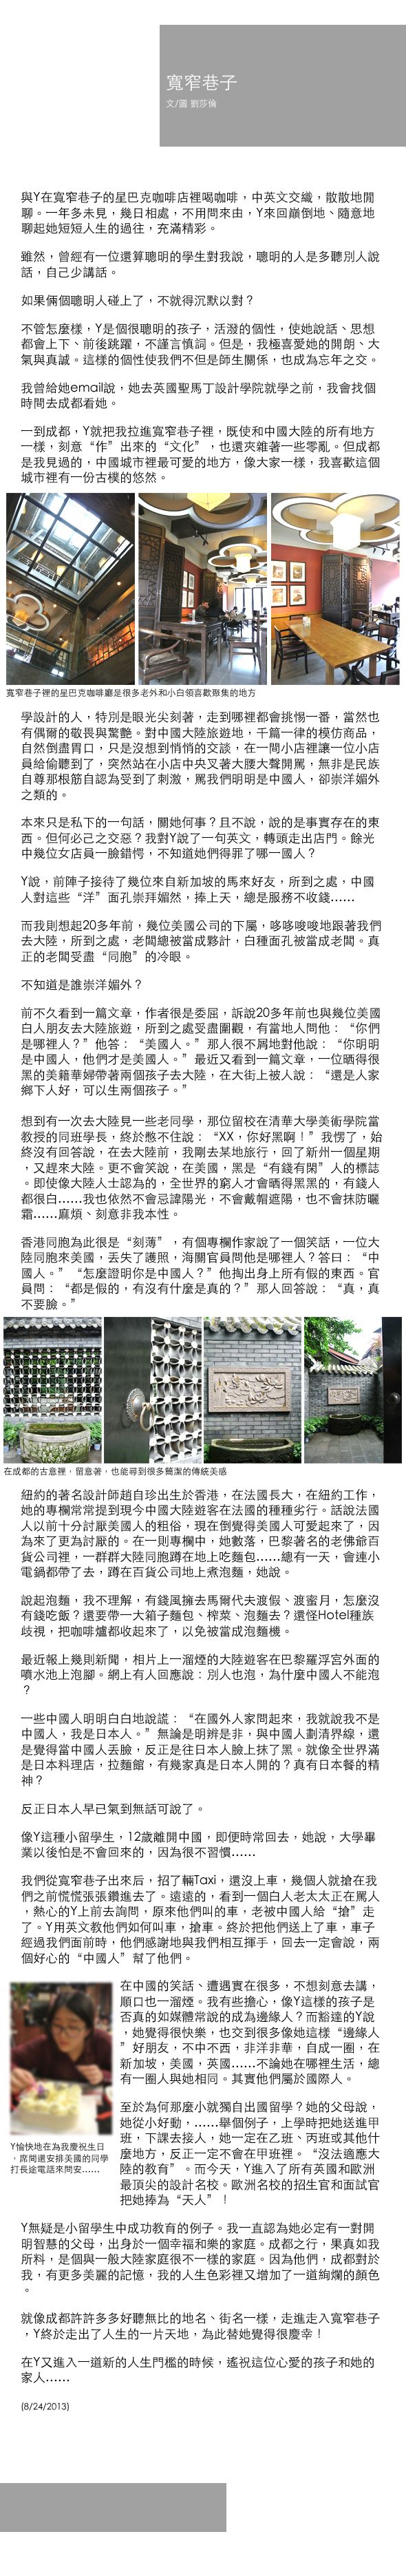 寬窄巷子
文/圖 劉莎倫
與Y在寬窄巷子的星巴克咖啡店裡喝咖啡，中英文交織，散散地閒
聊。一年多未見，幾日相處，不用問來由，Y來回巔倒地、隨意地
聊起她短短人生的過往，充滿精彩。
雖然，曾經有一位還算聰明的學生對我說，聰明的人是多聽別人說
話，自己少講話。
如果倆個聰明人碰上了，不就得沉默以對？
不管怎麼樣，Y是個很聰明的孩子，活潑的個性，使她說話、思想
都會上下、前後跳躍，不謹言慎詞。但是，我極喜愛她的開朗、大
氣與真誠。這樣的個性使我們不但是師生關係，也成為忘年之交。
我曾給她email說，她去英國聖馬丁設計學院就學之前，我會找個
時間去成都看她。
一到成都，Y就把我拉進寬窄巷子裡，既使和中國大陸的所有地方
一樣，刻意“作”出來的“文化”，也還夾雜著一些零亂。但成都
是我見過的，中國城市裡最可愛的地方，像大家一樣，我喜歡這個
城市裡有一份古樸的悠然。
寬窄巷子裡的星巴克咖啡廳是很多老外和小白領喜歡聚集的地方
學設計的人，特別是眼光尖刻著，走到哪裡都會挑惕一番，當然也
有偶爾的敬畏與驚艷。對中國大陸旅遊地，千篇一律的模仿商品，
自然倒盡胃口，只是沒想到悄悄的交談，在一間小店裡讓一位小店
員給偷聽到了，突然站在小店中央叉著大腰大聲開罵，無非是民族
自尊那根筋自認為受到了刺激，罵我們明明是中國人，卻崇洋媚外
之類的。
本來只是私下的一句話，關她何事？且不說，說的是事實存在的東
西。但何必己之交惡？我對Y說了一句英文，轉頭走出店門。餘光
中幾位女店員一臉錯愕，不知道她們得罪了哪一國人？
Y說，前陣子接待了幾位來自新加坡的馬來好友，所到之處，中國
人對這些“洋”面孔崇拜媚然，捧上天，總是服務不收錢……
而我則想起20多年前，幾位美國公司的下屬，哆哆唆唆地跟著我們
去大陸，所到之處，老闆總被當成夥計，白種面孔被當成老闆。真
正的老闆受盡“同胞”的冷眼。
不知道是誰崇洋媚外？
前不久看到一篇文章，作者很是委屈，訴說20多年前也與幾位美國
白人朋友去大陸旅遊，所到之處受盡圍觀，有當地人問他：“你們
是哪裡人？”他答：“美國人。”那人很不屑地對他說：“你明明
是中國人，他們才是美國人。”最近又看到一篇文章，一位晒得很
黑的美籍華婦帶著兩個孩子去大陸，在大街上被人說：“還是人家
鄉下人好，可以生兩個孩子。”
想到有一次去大陸見一些老同學，那位留校在清華大學美術學院當
教授的同班學長，終於憋不住說：“XX，你好黑啊！”我愣了，始
終沒有回答說，在去大陸前，我剛去某地旅行，回了新州一個星期
，又趕來大陸。更不會笑說，在美國，黑是“有錢有閑”人的標誌
。即使像大陸人士認為的，全世界的窮人才會晒得黑黑的，有錢人
都很白……我也依然不會忌諱陽光，不會戴帽遮陽，也不會抹防曬
霜……麻煩、刻意非我本性。
香港同胞為此很是“刻薄”，有個專欄作家說了一個笑話，一位大
陸同胞來美國，丟失了護照，海關官員問他是哪裡人？答曰：“中
國人。”“怎麼證明你是中國人？”他掏出身上所有假的東西。官
員問：“都是假的，有沒有什麼是真的？”那人回答說：“真，真
不要臉。”
在成都的古意裡，留意著，也能尋到很多簡潔的傳統美感
紐約的著名設計師趙自珍出生於香港，在法國長大，在紐約工作，
她的專欄常常提到現今中國大陸遊客在法國的種種劣行。話說法國
人以前十分討厭美國人的粗俗，現在倒覺得美國人可愛起來了，因
為來了更為討厭的。在一則專欄中，她數落，巴黎著名的老佛爺百
貨公司裡，一群群大陸同胞蹲在地上吃麵包……總有一天，會連小
電鍋都帶了去，蹲在百貨公司地上煮泡麵，她說。
說起泡麵，我不理解，有錢風擁去馬爾代夫渡假、渡蜜月，怎麼沒
有錢吃飯？還要帶一大箱子麵包、榨菜、泡麵去？還怪Hotel種族
歧視，把咖啡爐都收起來了，以免被當成泡麵機。
最近報上幾則新聞，相片上一溜煙的大陸遊客在巴黎羅浮宮外面的
噴水池上泡腳。網上有人回應說：別人也泡，為什麼中國人不能泡
？
一些中國人明明白白地說謊：“在國外人家問起來，我就說我不是
中國人，我是日本人。”無論是明辨是非，與中國人劃清界線，還
是覺得當中國人丟臉，反正是往日本人臉上抹了黑。就像全世界滿
是日本料理店，拉麵館，有幾家真是日本人開的？真有日本餐的精
神？
反正日本人早已氣到無話可說了。
像Y這種小留學生，12歲離開中國，即便時常回去，她說，大學畢
業以後怕是不會回來的，因為很不習慣……
我們從寬窄巷子出來后，招了輛Taxi，還沒上車，幾個人就搶在我
們之前慌慌張張鑽進去了。遠遠的，看到一個白人老太太正在罵人
，熱心的Y上前去詢問，原來他們叫的車，老被中國人給“搶”走
了。Y用英文教他們如何叫車，搶車。終於把他們送上了車，車子
經過我們面前時，他們感謝地與我們相互揮手，回去一定會說，兩
個好心的“中國人”幫了他們。
在中國的笑話、遭遇實在很多，不想刻意去講，
順口也一溜煙。我有些擔心，像Y這樣的孩子是
否真的如媒體常說的成為邊緣人？而豁達的Y說
，她覺得很快樂，也交到很多像她這樣“邊緣人
”好朋友，不中不西，非洋非華，自成一圈，在
新加坡，美國，英國……不論她在哪裡生活，總
有一圈人與她相同。其實他們屬於國際人。
至於為何那麼小就獨自出國留學？她的父母說，
她從小好動，……舉個例子，上學時把她送進甲
班，下課去接人，她一定在乙班、丙班或其他什
麼地方，反正一定不會在甲班裡。“沒法適應大
陸的教育”。而今天，Y進入了所有英國和歐洲
最頂尖的設計名校。歐洲名校的招生官和面試官
把她捧為“天人”！
Y愉快地在為我慶祝生日
，席間還安排美國的同學
打長途電話來問安……
Y無疑是小留學生中成功教育的例子。我一直認為她必定有一對開
明智慧的父母，出身於一個幸福和樂的家庭。成都之行，果真如我
所料，是個與一般大陸家庭很不一樣的家庭。因為他們，成都對於
我，有更多美麗的記憶，我的人生色彩裡又增加了一道絢爛的顏色
。
就像成都許許多多好聽無比的地名、街名一樣，走進走入寬窄巷子
，Y終於走出了人生的一片天地，為此替她覺得很慶幸！
在Y又進入一道新的人生門檻的時候，遙祝這位心愛的孩子和她的
家人……
(8/24/2013)